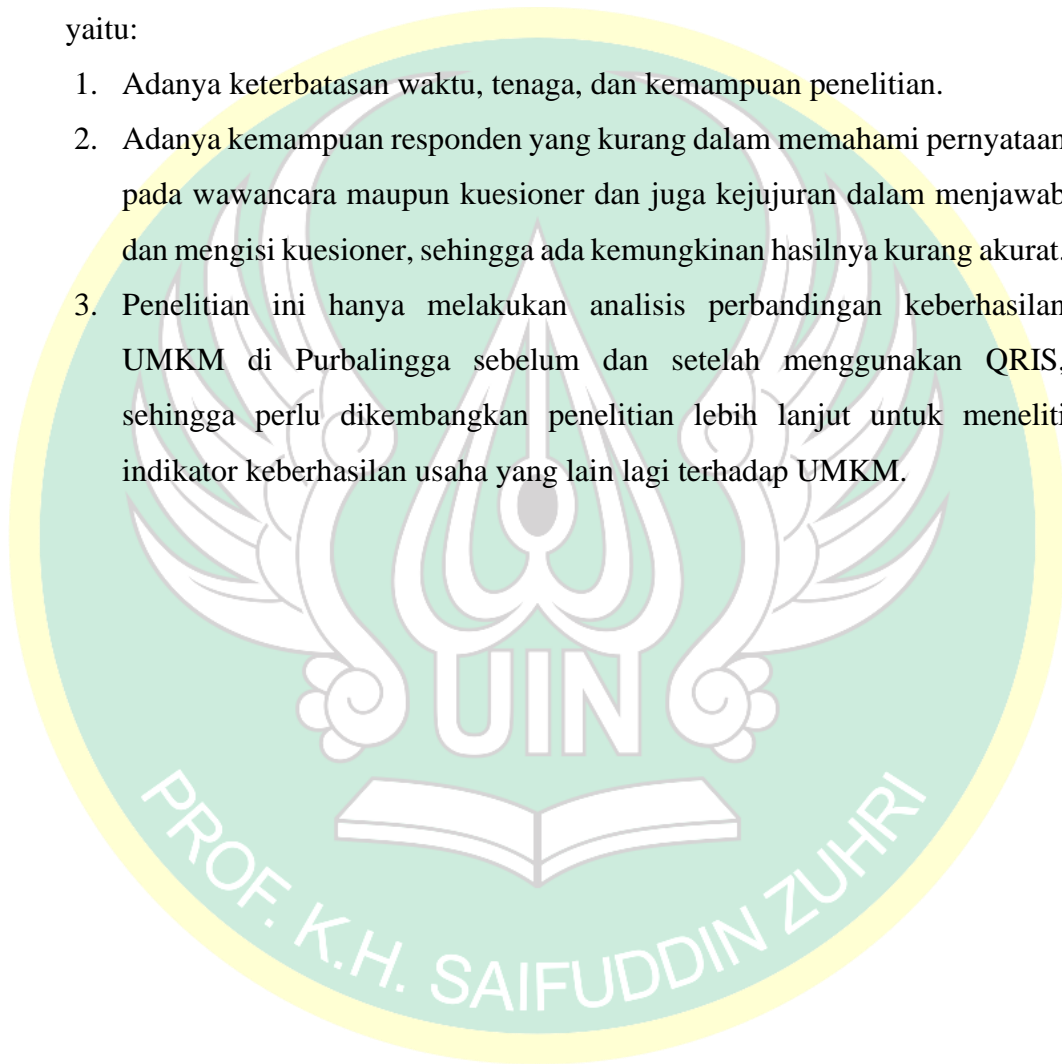 yaitu:
1. Adanya keterbatasan waktu, tenaga, dan kemampuan penelitian.
2. Adanya kemampuan responden yang kurang dalam memahami pernyataan
pada wawancara maupun kuesioner dan juga kejujuran dalam menjawab
dan mengisi kuesioner, sehingga ada kemungkinan hasilnya kurang akurat.
3. Penelitian ini hanya melakukan analisis perbandingan keberhasilan
UMKM di Purbalingga sebelum dan setelah menggunakan QRIS,
sehingga perlu dikembangkan penelitian lebih lanjut untuk meneliti
indikator keberhasilan usaha yang lain lagi terhadap UMKM.
UIN
PROF. K.H. SAIFUDDIN ZUHRI